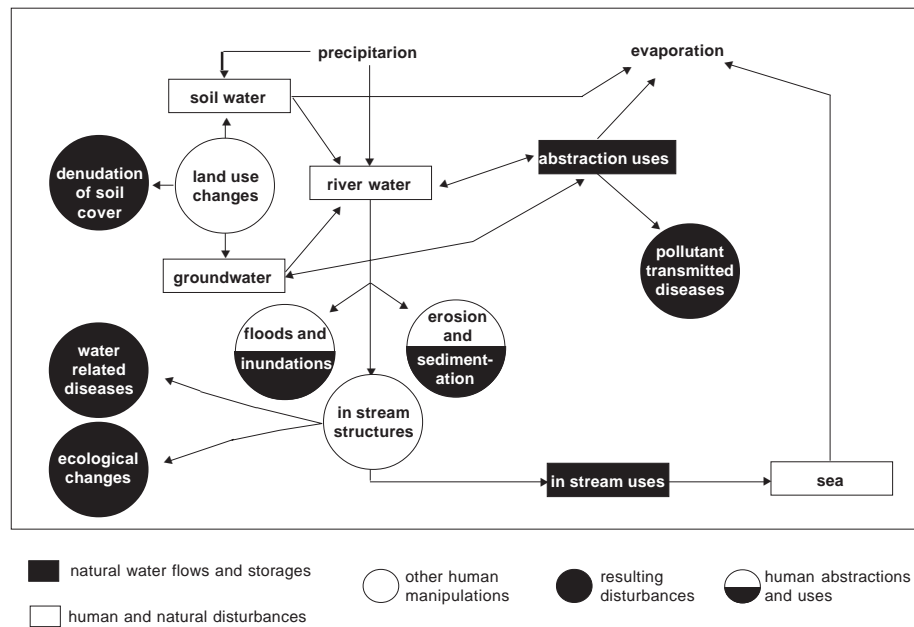 precipitarion
evaporation
soil water
denudation
of soil
cover
land use
changes
abstraction uses
river water
groundwater
pollutant
transmitted
diseases
floods and
inundations
erosion and
sediment-
ation
water
related
diseases
in stream
structures
ecological
changes
in stream uses
sea
natural water flows and storages
human and natural disturbances
other human
manipulations
resulting
disturbances
human abstractions
and uses